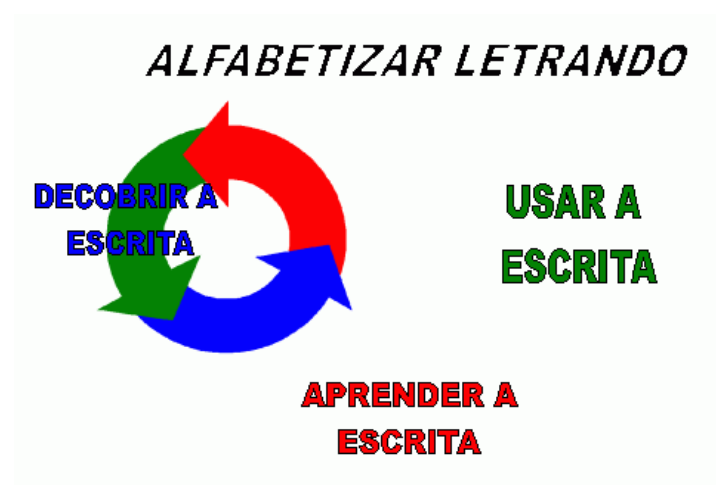 ALFABETIZAR LETRANDO
DECOBRIR A
ESCRITA
USAR A
ESCRITA
APRENDER A
ESCRITA